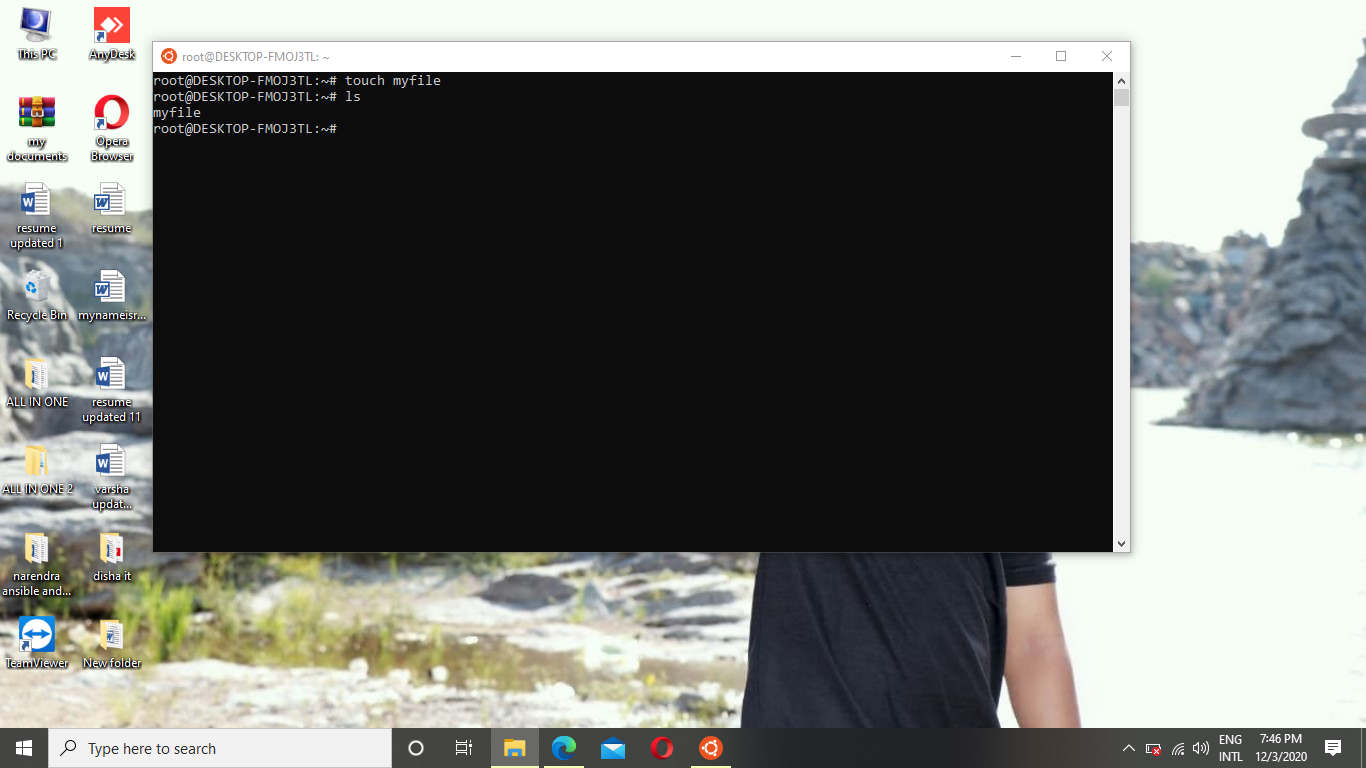 This PC
AnyDesk
my
documents
Opera
Browser
resume
updated 1
resume
Recycle Bin
mynameisr...
ALL IN ONE
resume
updated 11
ALL IN ONE 2
varsha
updat...
narendra
ansible and...
disha it
TeamViewer
New folder
root@DESKTOP-FMOJ3TL: ~
root@DESKTOP-FMOJ3TL:~# touch myfile
root@DESKTOP-FMOJ3TL:~# ls
myfile
root@DESKTOP-FMOJ3TL:~#
Type here to search
ENG
INTL
7:46 PM
12/3/2020